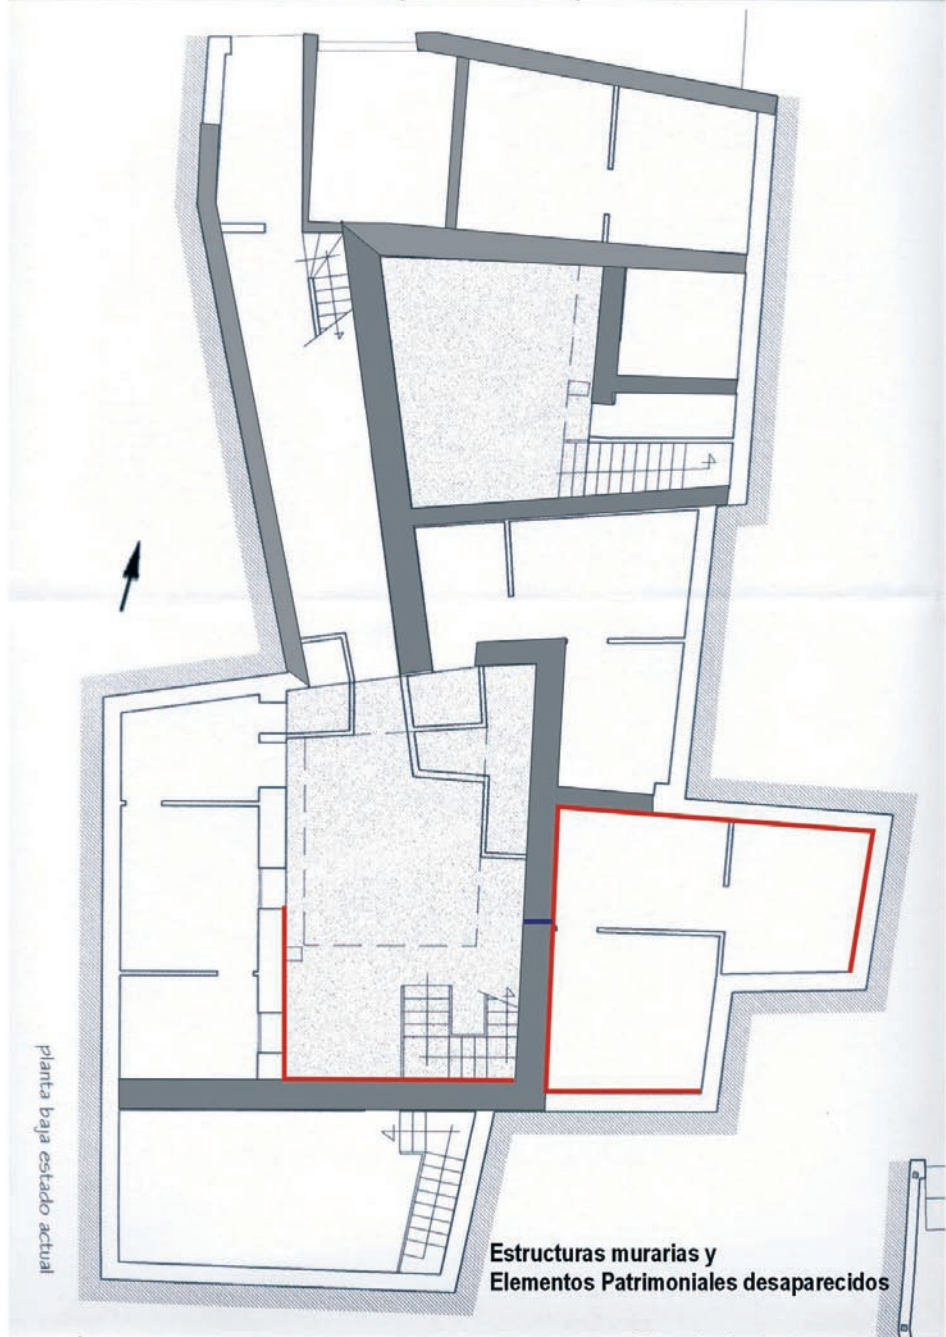 planta baja estado actual
Estructuras murarias y
Elementos Patrimoniales desaparecidos